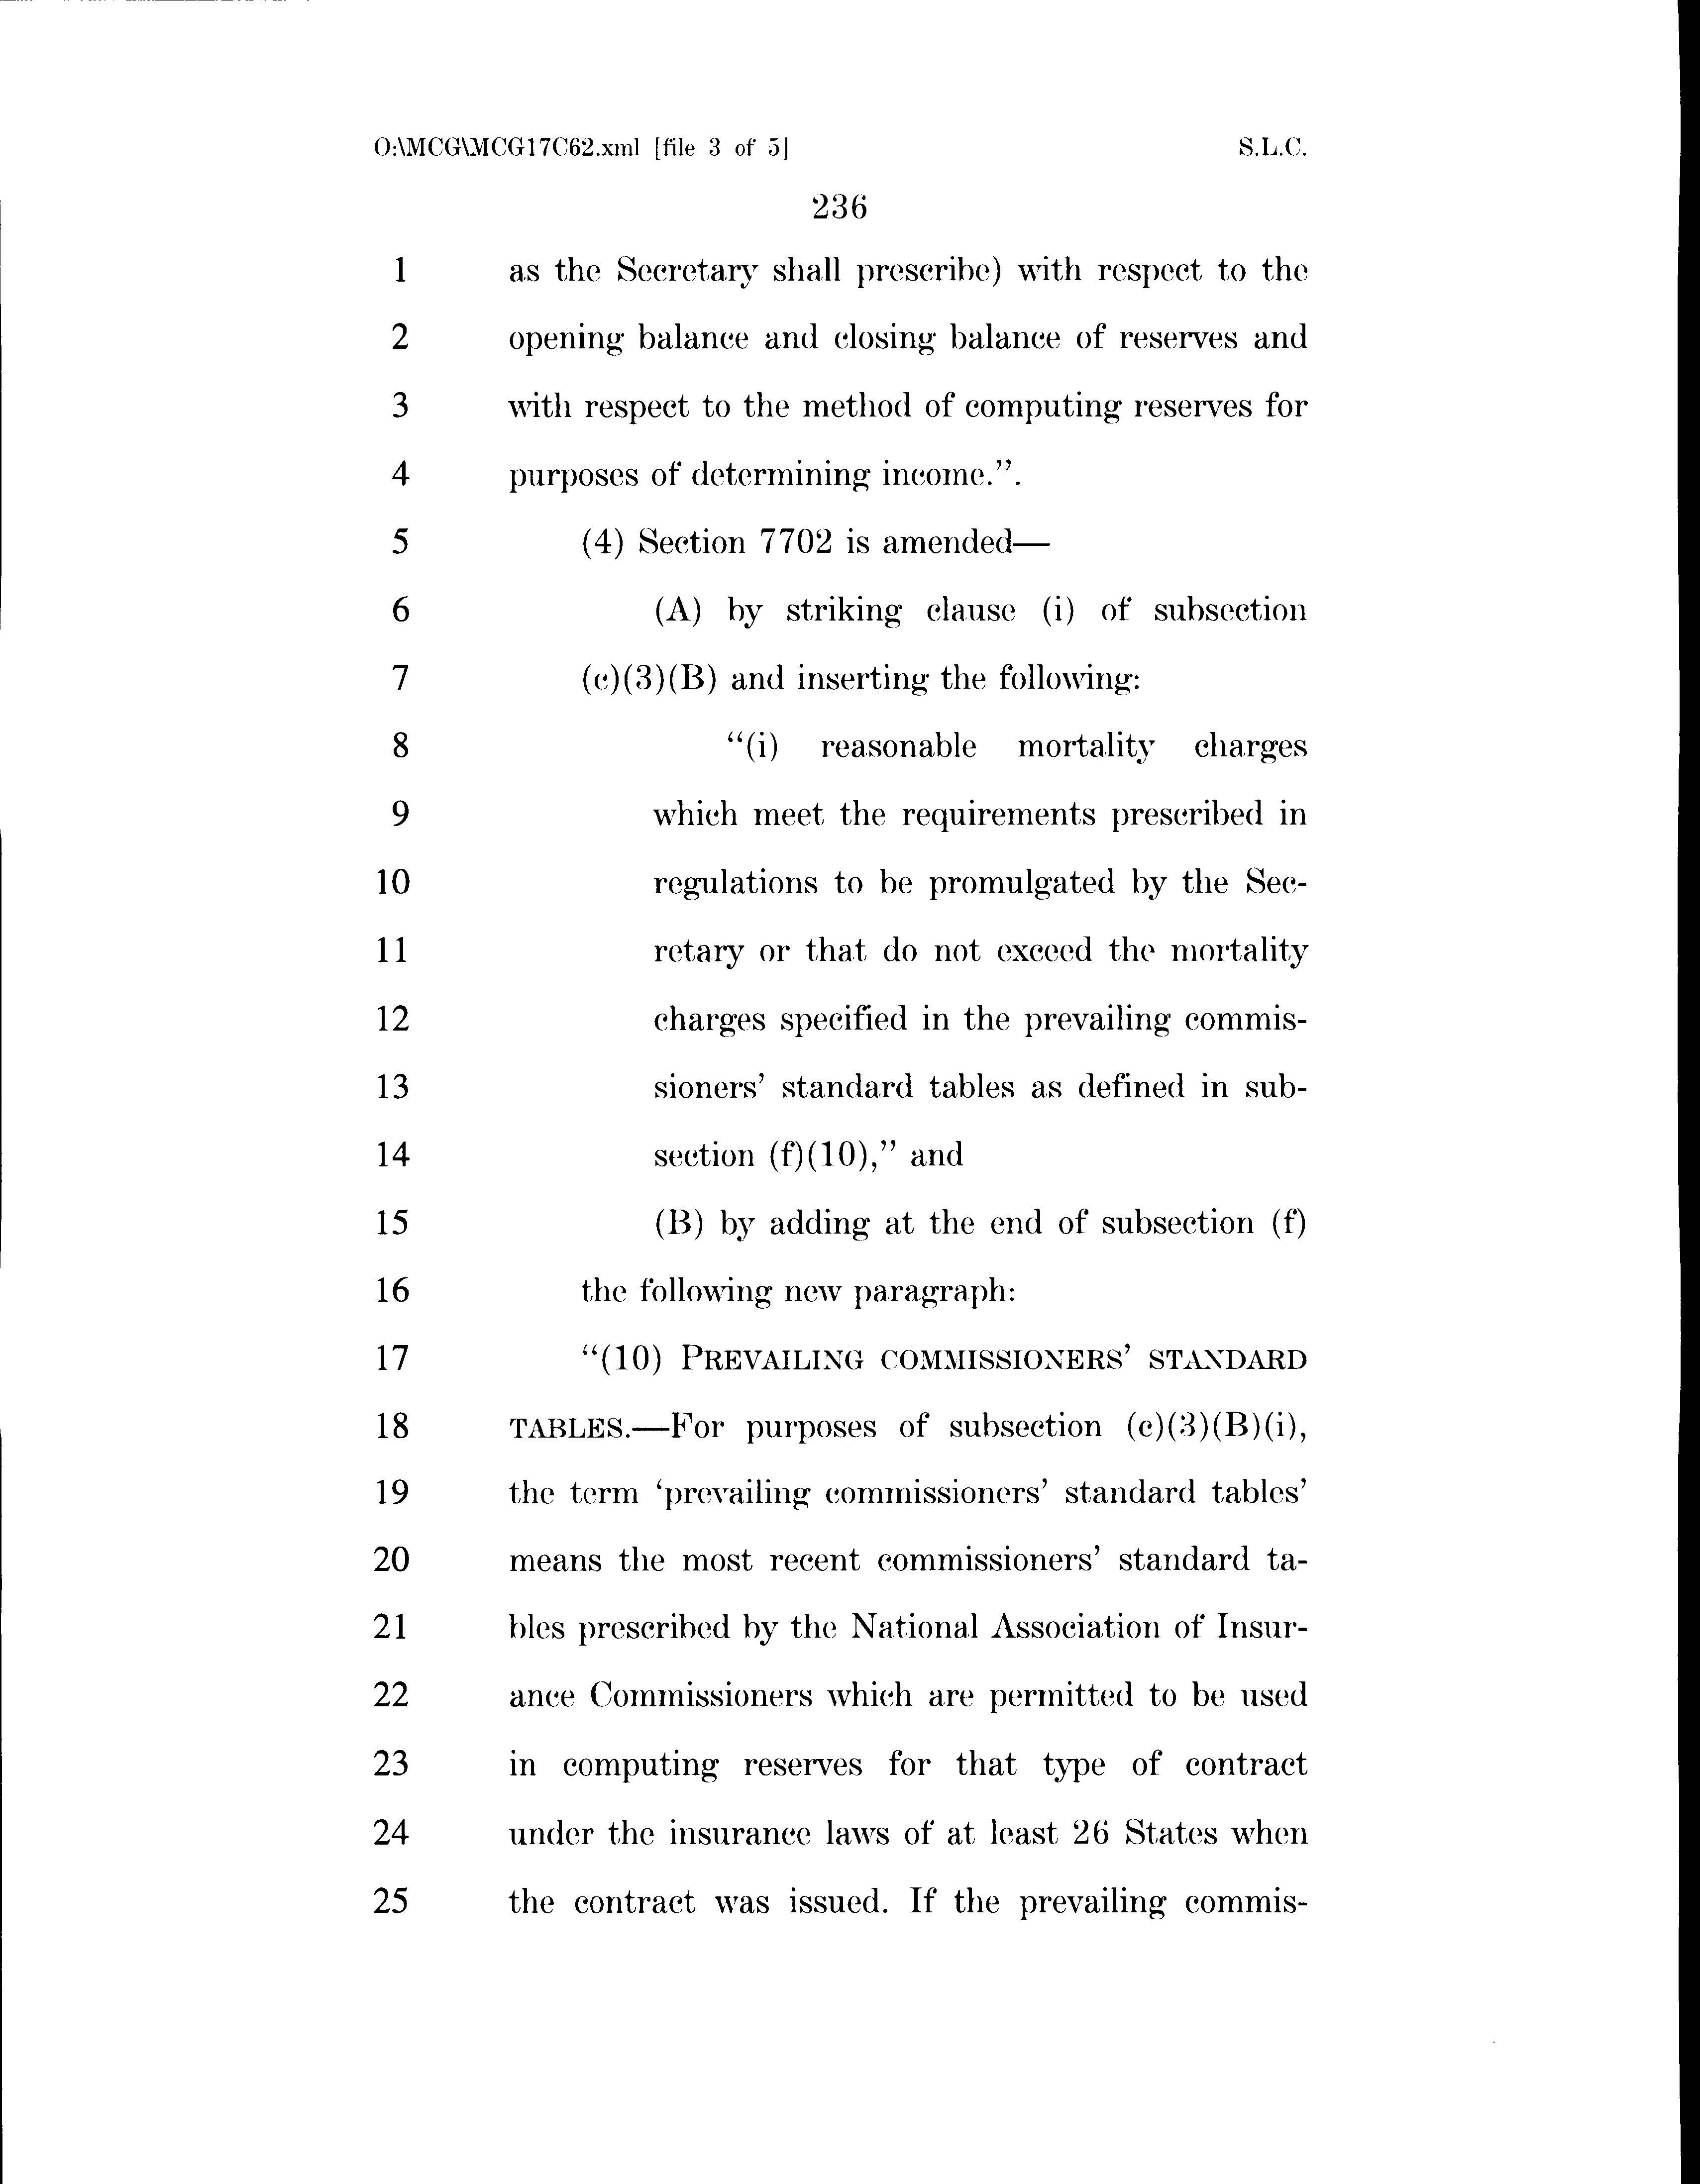 O:\MCG\MCG17C62.xml [file 3 of 5] S.L.C.
236
1 as the Secretary shall prescribe) with respect to the
2 opening balance and closing balance of reserves and
3 with respect to the method of computing reserves for
4 purposes of determining income.”.
5 (4) Section 7702 is amended—
6 (A) by striking clause (i) of subsection
7 (c)(3)(B) and inserting the following:
8 “(i) reasonable mortality charges
9 which meet the requirements prescribed in
10 regulations to be promulgated by the Sec-
11 retary or that do not exceed the mortality
12 charges specified in the prevailing commis-
13 sioners’ standard tables as defined in sub-
14 section (f)(10),” and
15 (B) by adding at the end of subsection (f)
16 the following new paragraph:
17 “(10) PREVAILING COMMISSIONERS’ STANDARD
18 TABLES.—For purposes of subsection (c)(3)(B)(i),
19 the term ‘prevailing commissioners’ standard tables’
20 means the most recent commissioners’ standard ta-
21 bles prescribed by the National Association of Insur-
22 ance Commissioners which are permitted to be used
23 in computing reserves for that type of contract
24 under the insurance laws of at least 26 States when
25 the contract was issued. If the prevailing commis-